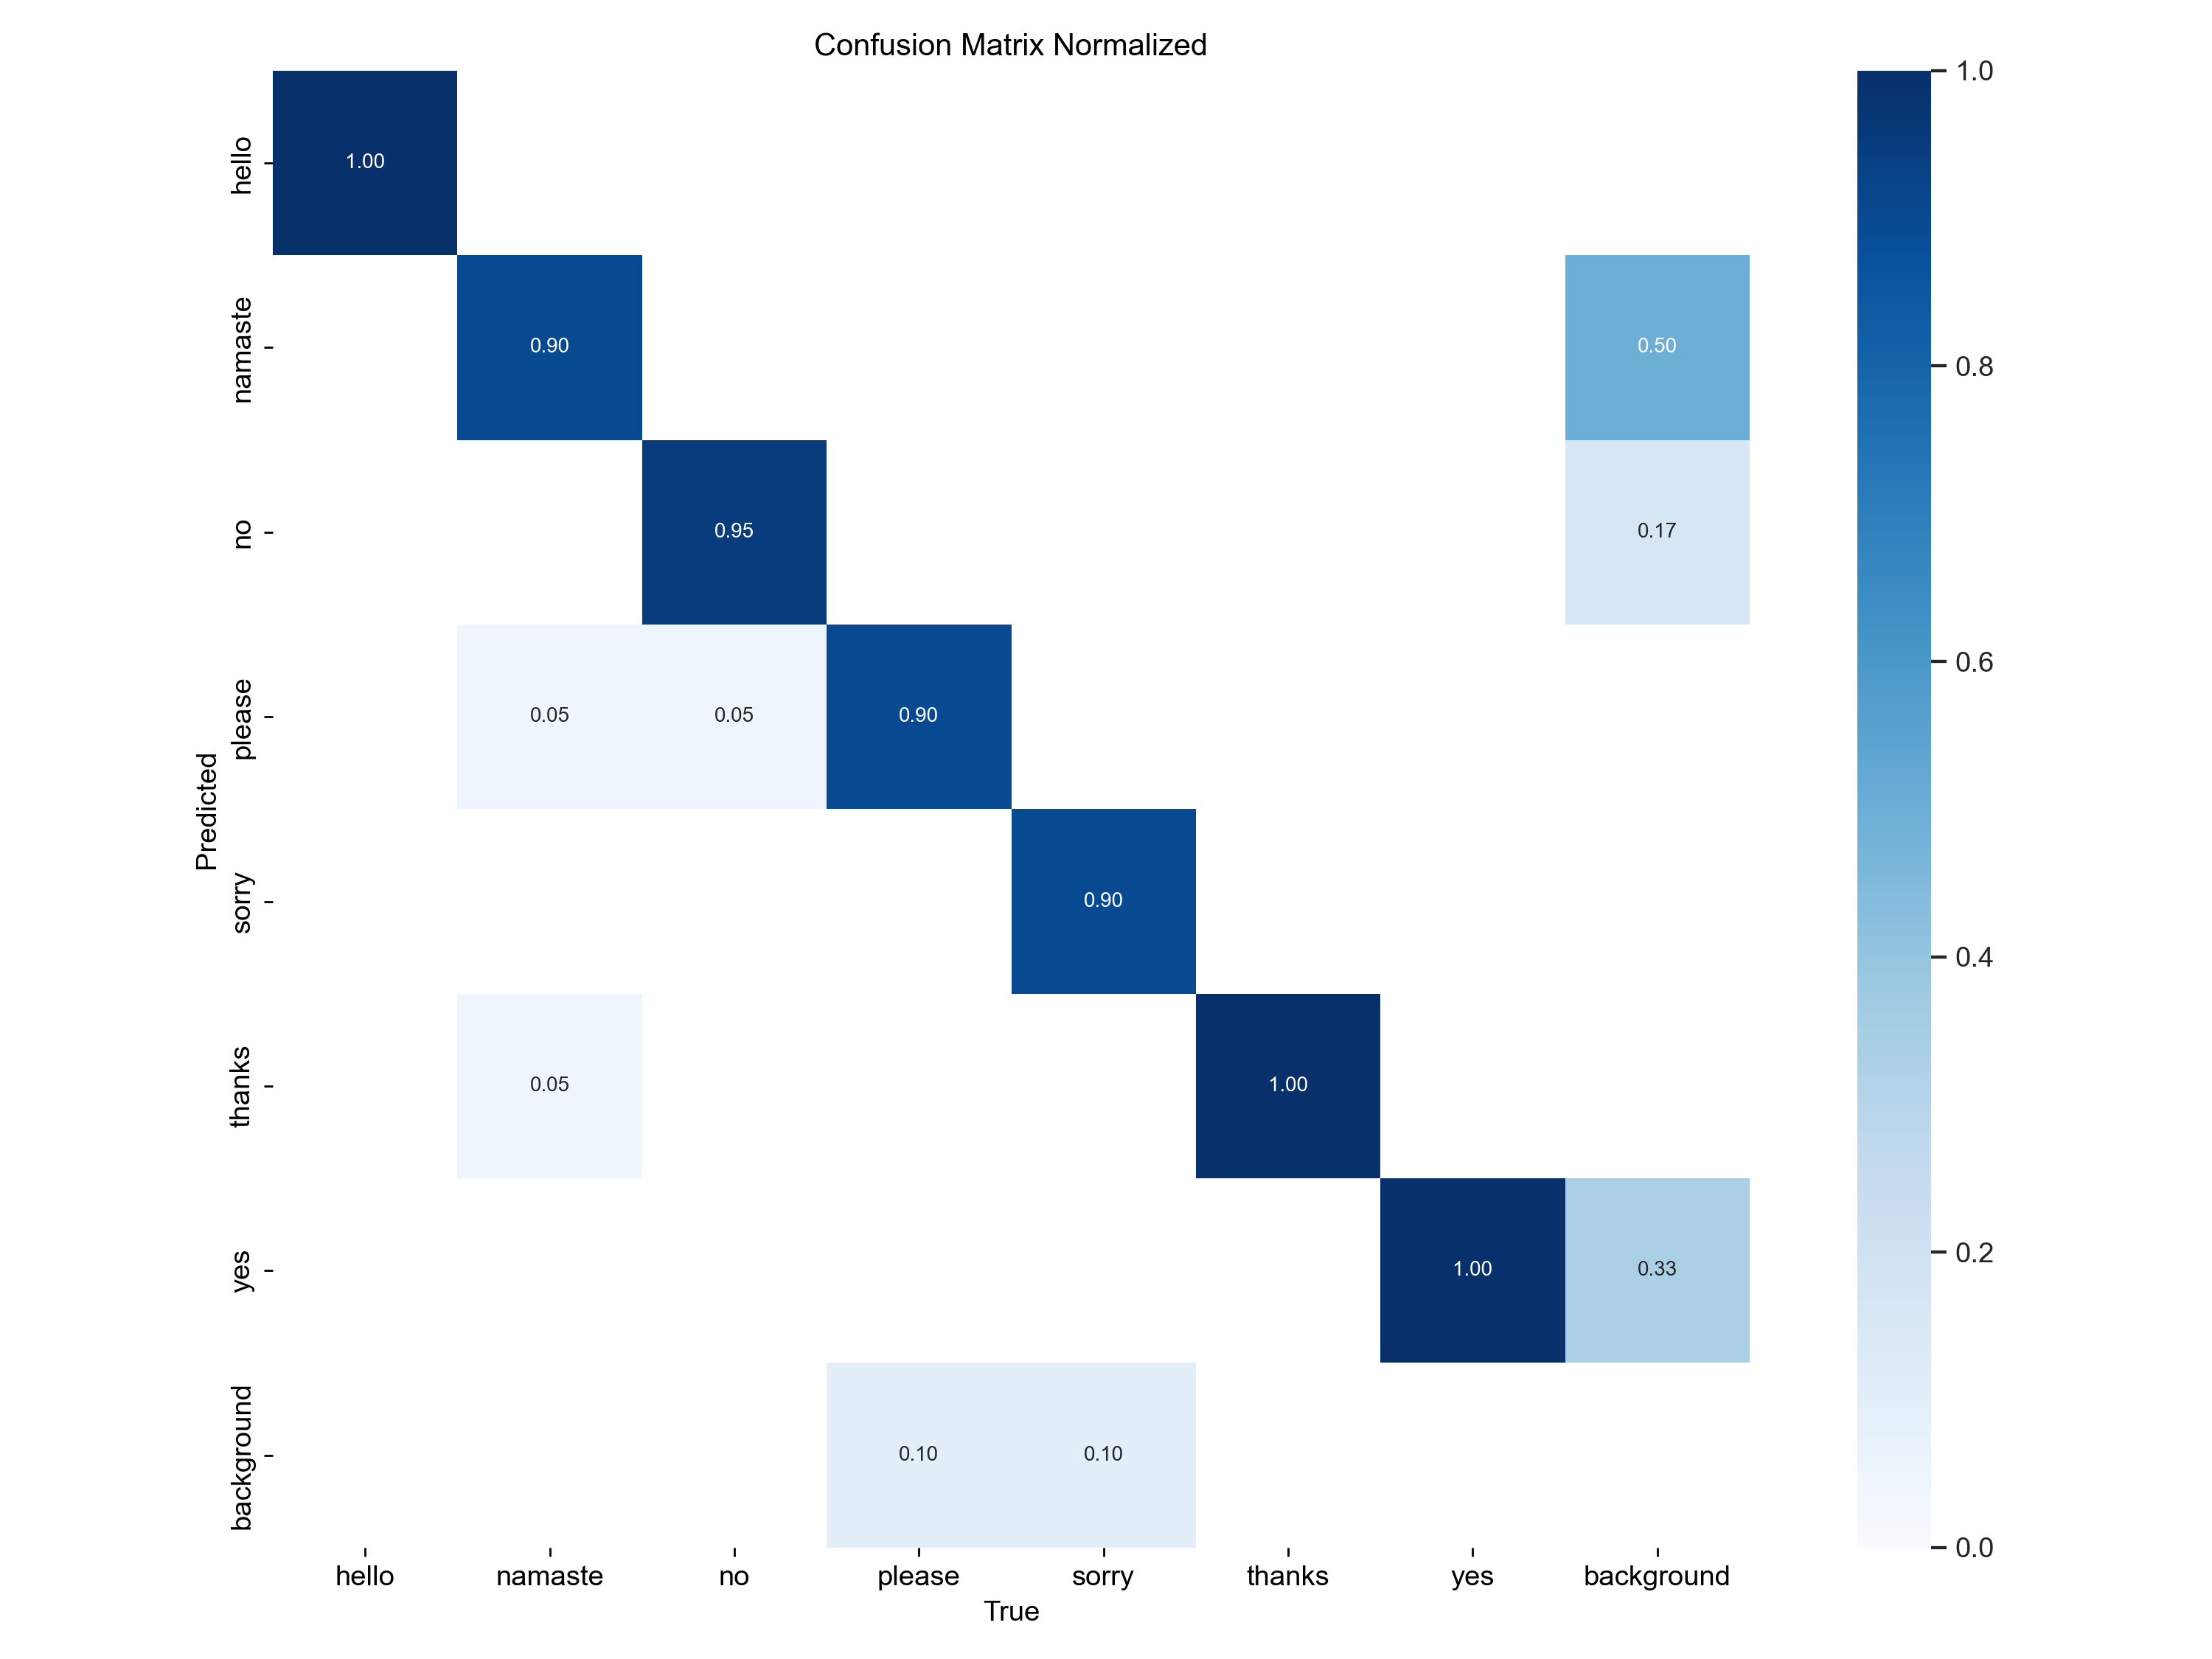 Confusion Matrix Normalized
1.0
hello
1.00
namaste
0.90
0.50
0.8
no
0.95
0.17
0.6
please
0.05
0.05
0.90
Predicted
sorry
0.90
0.4
thanks
0.05
1.00
yes
1.00
0.33
0.2
background
0.10
0.10
0.0
hello namaste no please sorry thanks yes background
True